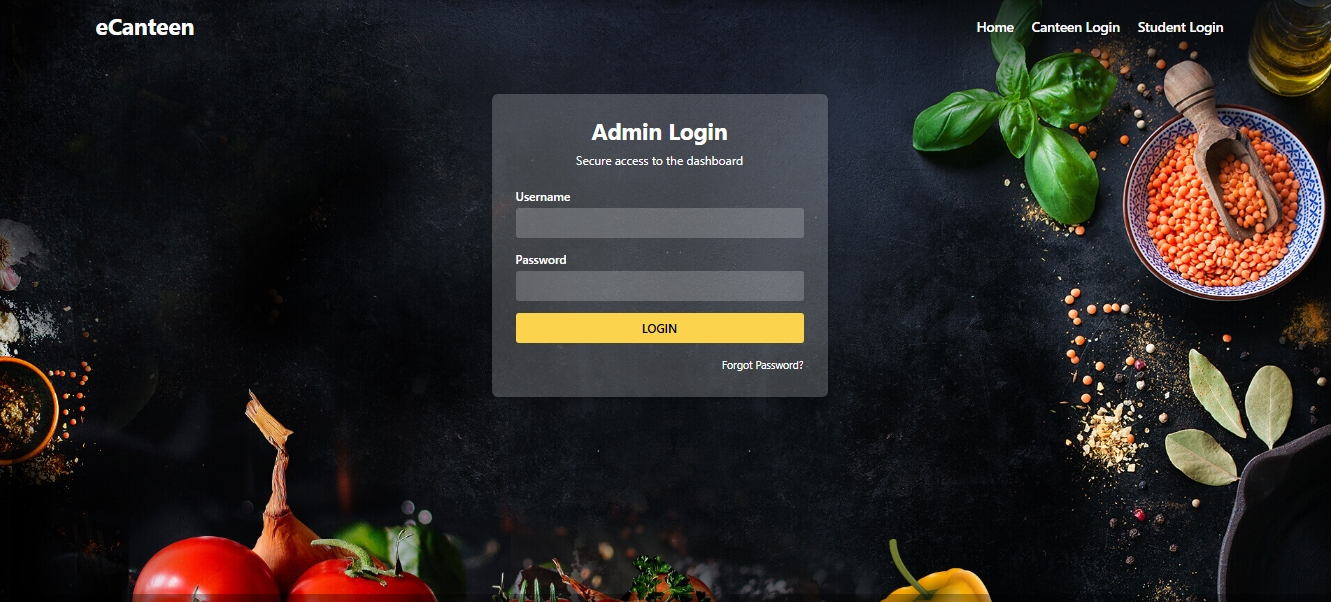 eCanteen
Home Canteen Login Student Login
Admin Login
Secure access to the dashboard
Username
Password
LOGIN
Forgot Password?